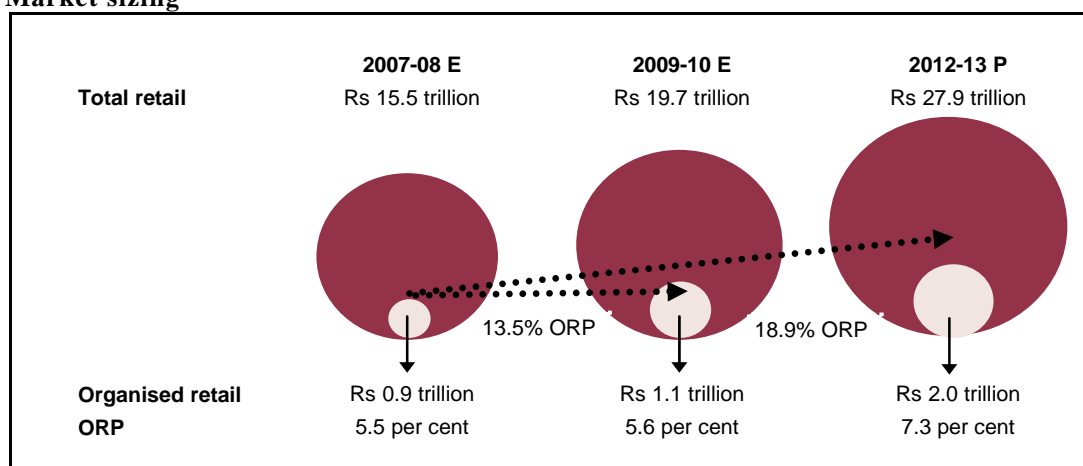 Market sizing
2007-08 E 2009-10 E 2012-13 P
Total retail Rs 15.5 trillion Rs 19.7 trillion Rs 27.9 trillion
13.5% ORP 18.9% ORP
Organised retail Rs 0.9 trillion Rs 1.1 trillion Rs 2.0 trillion
ORP 5.5 per cent 5.6 per cent 7.3 per cent